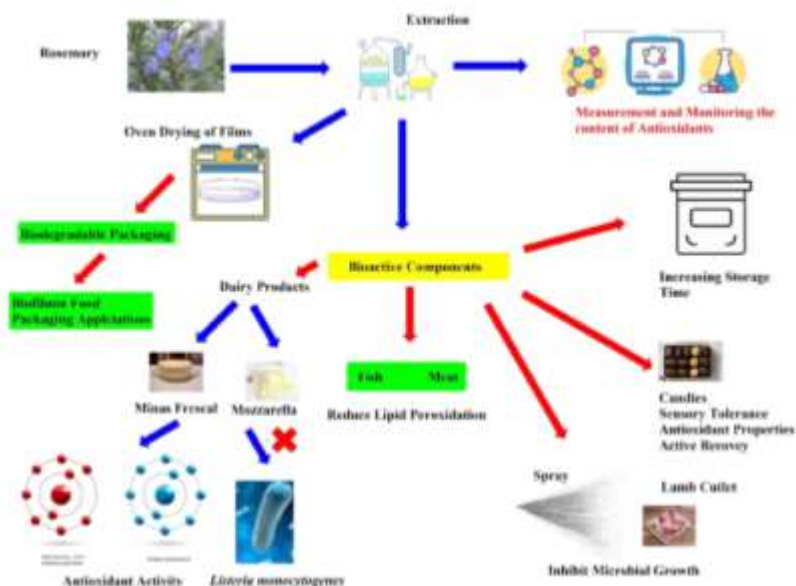 Extraction
Rosemary
Measurement and Monitoring the
content of Antioxidants
Oven Drying of Films
Biodegradable Packaging
Bioactive Components
Increasing Storage
Time
Dairy Products
Food
Packaging
Fish Meat
Reduce Lipid Peroxidation
Minas Frescal
Mozzarella
Candies
Sensory Tolerance
Antioxidant Properties
Active
Spray
Lamb Cutlet
Inhibit Microbial Growth
Antioxidant Activity
Listeria monocytogenes